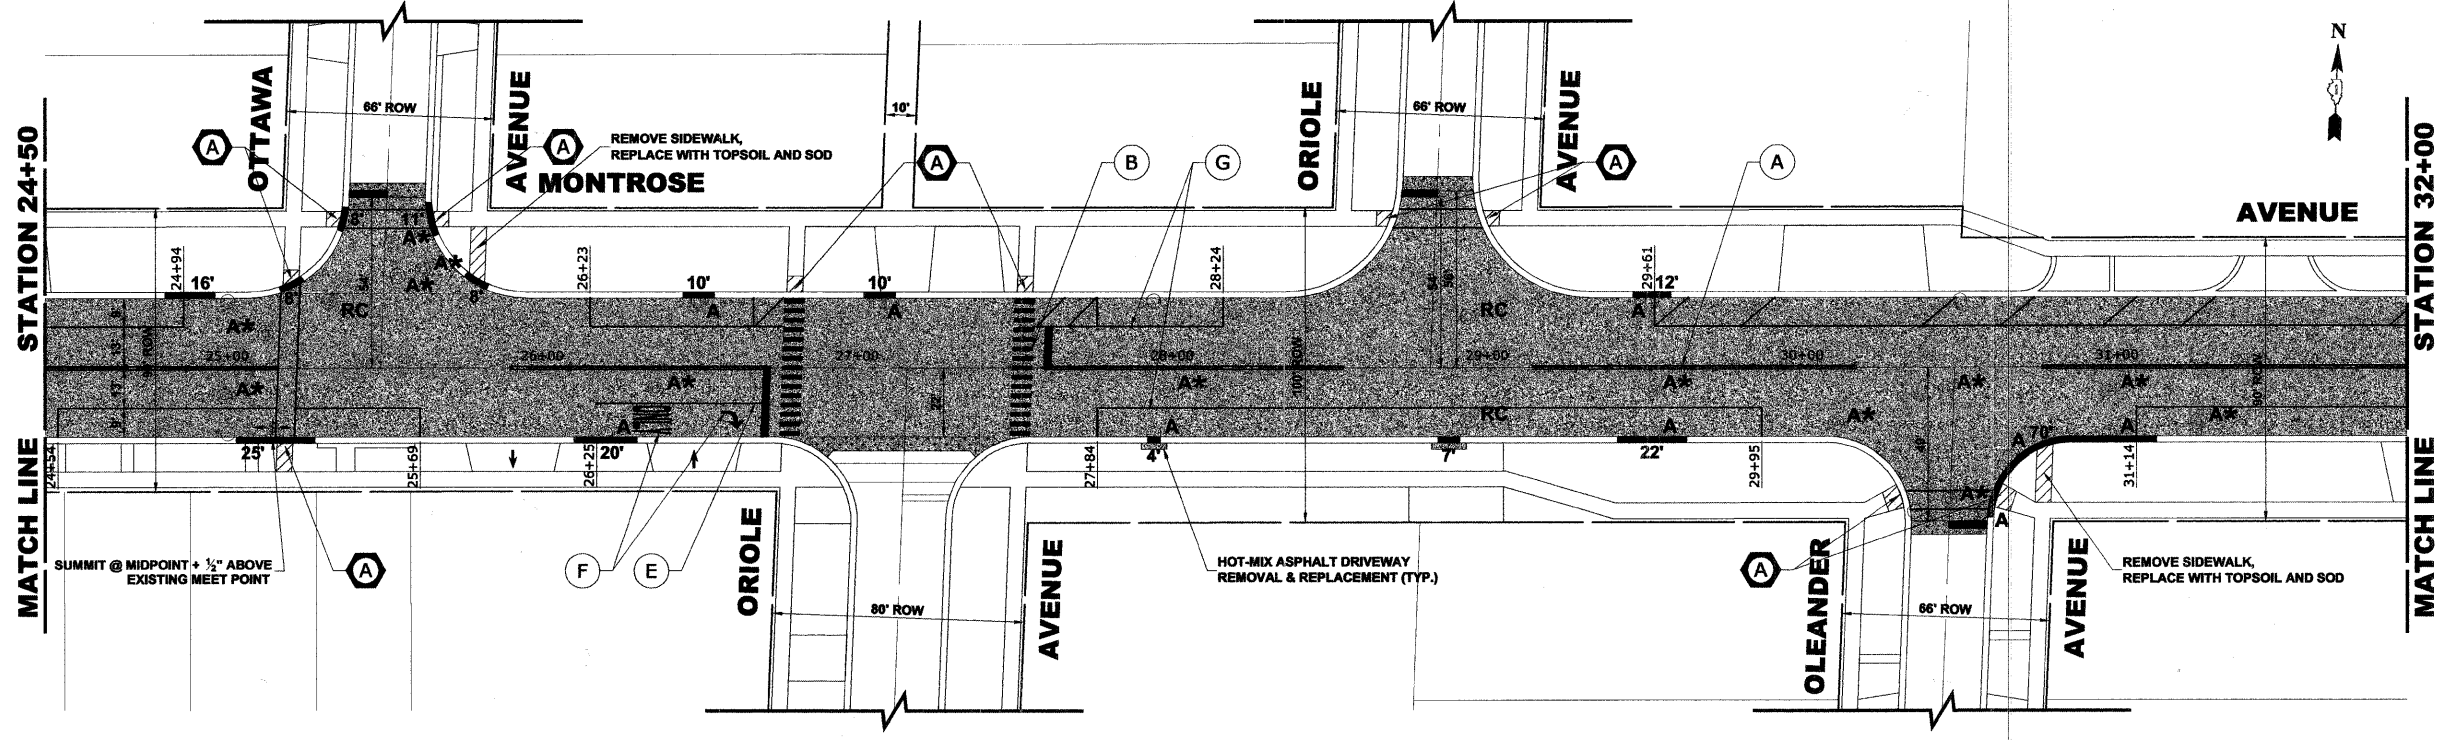 N
66' ROW
10'
66' ROW
OTTAWA
AVENUE
A
A
REMOVE SIDEWALK,
REPLACE WITH TOPSOIL AND SOD
MONTROSE
A
B
G
ORIOLE
AVENUE
A
A
AVENUE
STATION 24+50
STATION 32+00
8'
11'
A*
A*
A*
24+94
16'
8'
8'
RC
26+23
10'
A
10'
A
28+24
RC
29+61
12'
A
A*
25+00
26+00
27+00
28+00
29+00
30+00
31+00
100' ROW
A*
A*
A*
A*
A*
A*
A*
A*
A
A
RC
A
A
A
70'
24+54
25'
25+69
26+25
20'
27+84
4'
7'
22'
29+95
31+14
A*
A
MATCH LINE
MATCH LINE
SUMMIT @ MIDPOINT + ½" ABOVE
EXISTING MEET POINT
A
F
E
ORIOLE
AVENUE
80' ROW
HOT-MIX ASPHALT DRIVEWAY
REMOVAL & REPLACEMENT (TYP.)
A
OLEANDER
AVENUE
66' ROW
REMOVE SIDEWALK,
REPLACE WITH TOPSOIL AND SOD